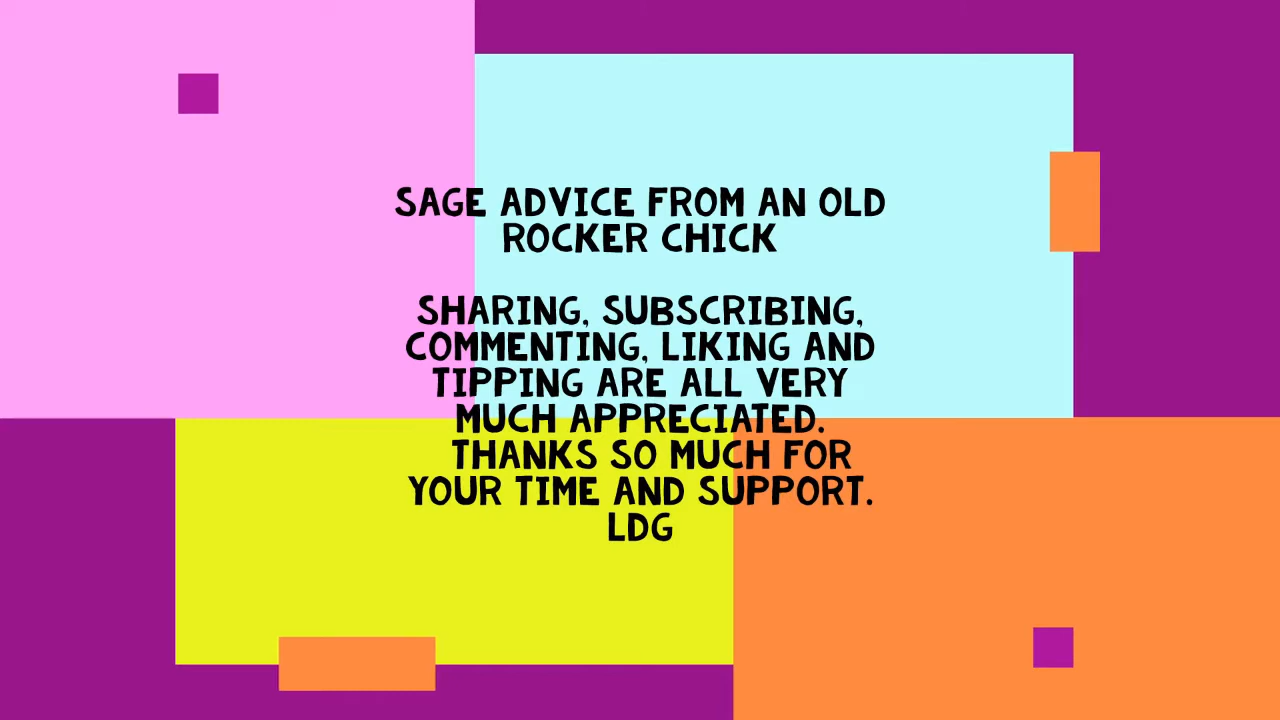 SAGE ADVICE FROM AN OLD
ROCKER CHICK
SHARING, SUBSCRIBING,
COMMENTING, LIKING AND
TIPPING ARE ALL VERY
MUCH APPRECIATED.
THANKS SO MUCH FOR
YOUR TIME AND SUPPORT.
LDG